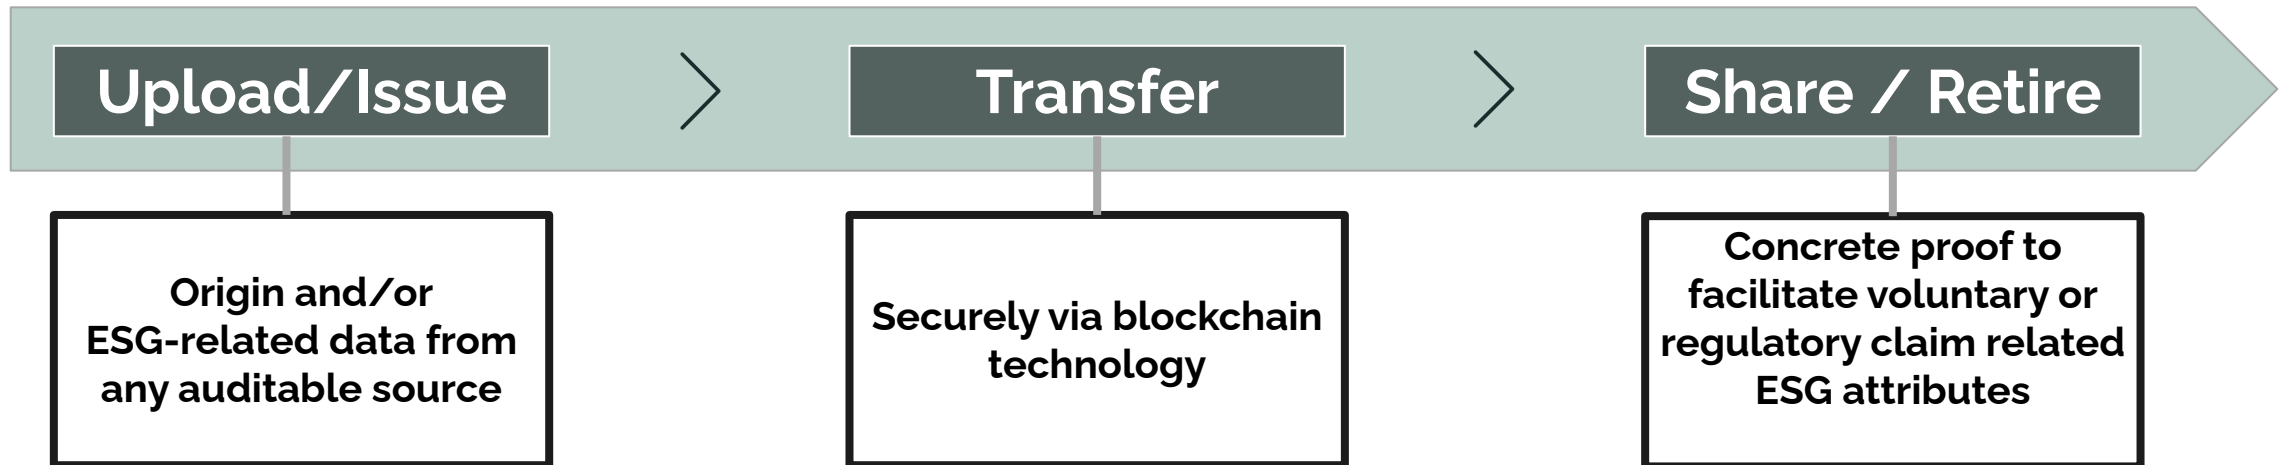 Upload/Issue
Transfer
Share / Retire
Origin and/or
ESG-related data from
any auditable source
Securely via blockchain
technology
Concrete proof to
facilitate voluntary or
regulatory claim related
ESG attributes